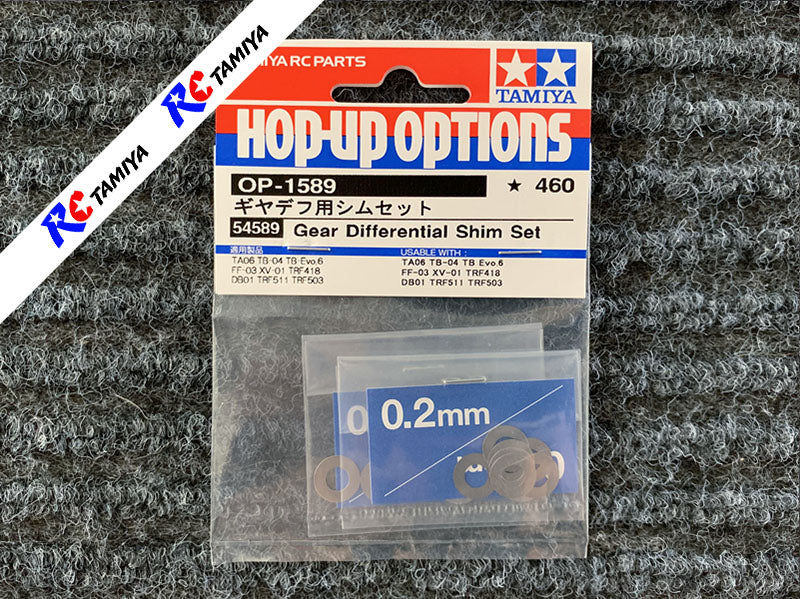 RC TAMIYA
RC TAMIYA
MIYA RC PARTS
TAMIYA
HOP-UP OPTIONS
OP-1589
★ 460
ギヤデフ用シムセット
54589 Gear Differential Shim Set
適用製品
TA06 TB-04 TB Evo.6
FF-03 XV-01 TRF418
DB01 TRF511 TRF503
USABLE WITH :
TA06 TB-04 TB Evo.6
FF-03 XV-01 TRF418
DB01 TRF511 TRF503
0.2mm